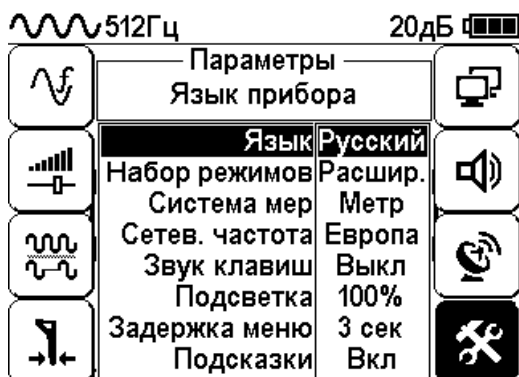 512Гц 20дБ
Параметры
Язык прибора
Язык Русский
Набор режимов Расшир.
Система мер Метр
Сетев. частота Европа
Звук клавиш Выкл
Подсветка 100%
Задержка меню 3 сек
Подсказки Вкл
f